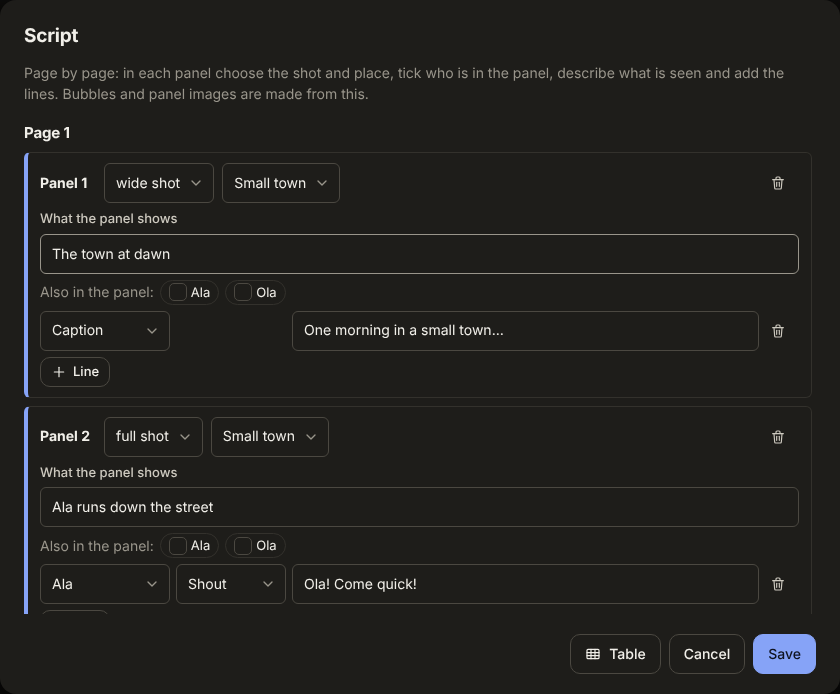 Script
Page by page: in each panel choose the shot and place, tick who is in the panel, describe what is seen and add the
lines. Bubbles and panel images are made from this.
Page 1
Panel 1 wide shot Small town
What the panel shows
The town at dawn
Also in the panel: Ala Ola
Caption One morning in a small town...
+ Line
Panel 2 full shot Small town
What the panel shows
Ala runs down the street
Also in the panel: Ala Ola
Ala Shout Ola! Come quick!
Table Cancel Save